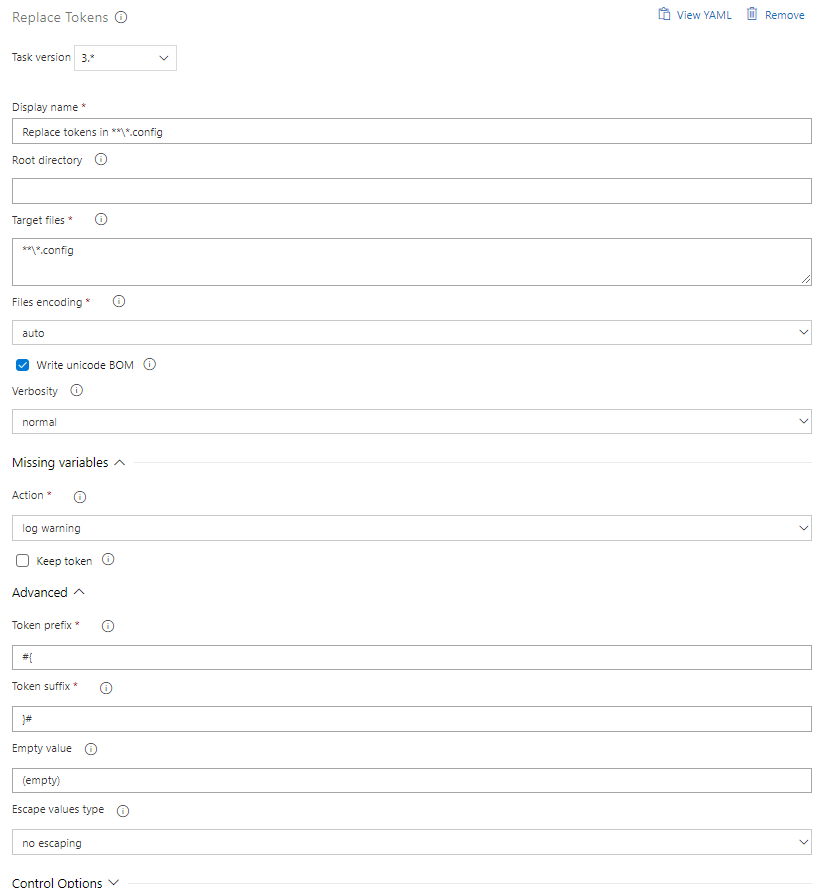 Replace Tokens
View YAML
Remove
Task version
3.*
Display name *
Replace tokens in **\*.config
Root directory
Target files *
**\*.config
Files encoding *
auto
Write unicode BOM
Verbosity
normal
Missing variables
Action *
log warning
Keep token
Advanced
Token prefix *
#{
Token suffix *
}#
Empty value
(empty)
Escape values type
no escaping
Control Options